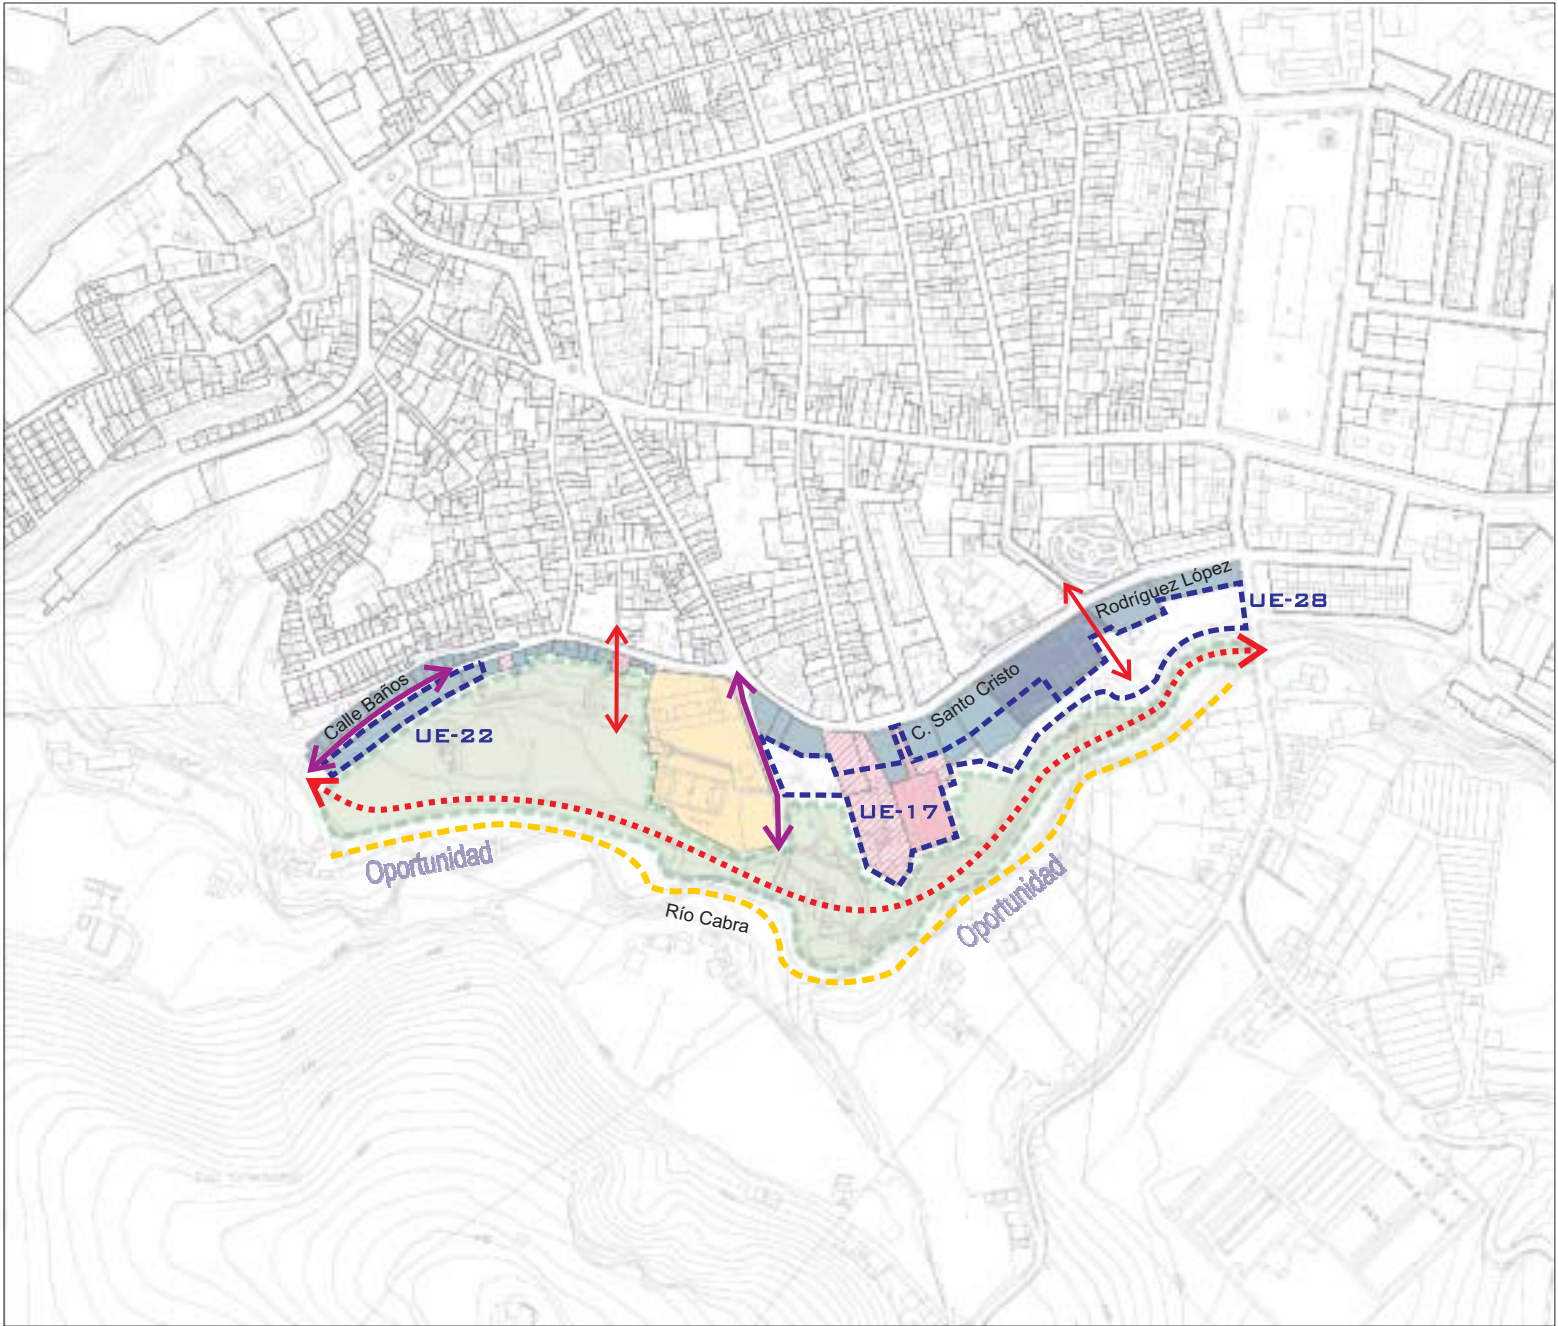 Rodríguez López
UE-28
C. Santo Cristo
Calle Baños
UE-22
UE-17
Oportunidad
Oportunidad
Río Cabra